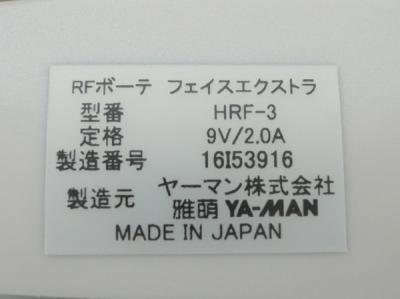 RFボーテ フェイスエクストラ
型番 HRF-3
定格 9V/2.0A
製造番号 16I53916
製造元 ヤーマン株式会社
雅萌 YA-MAN
MADE IN JAPAN